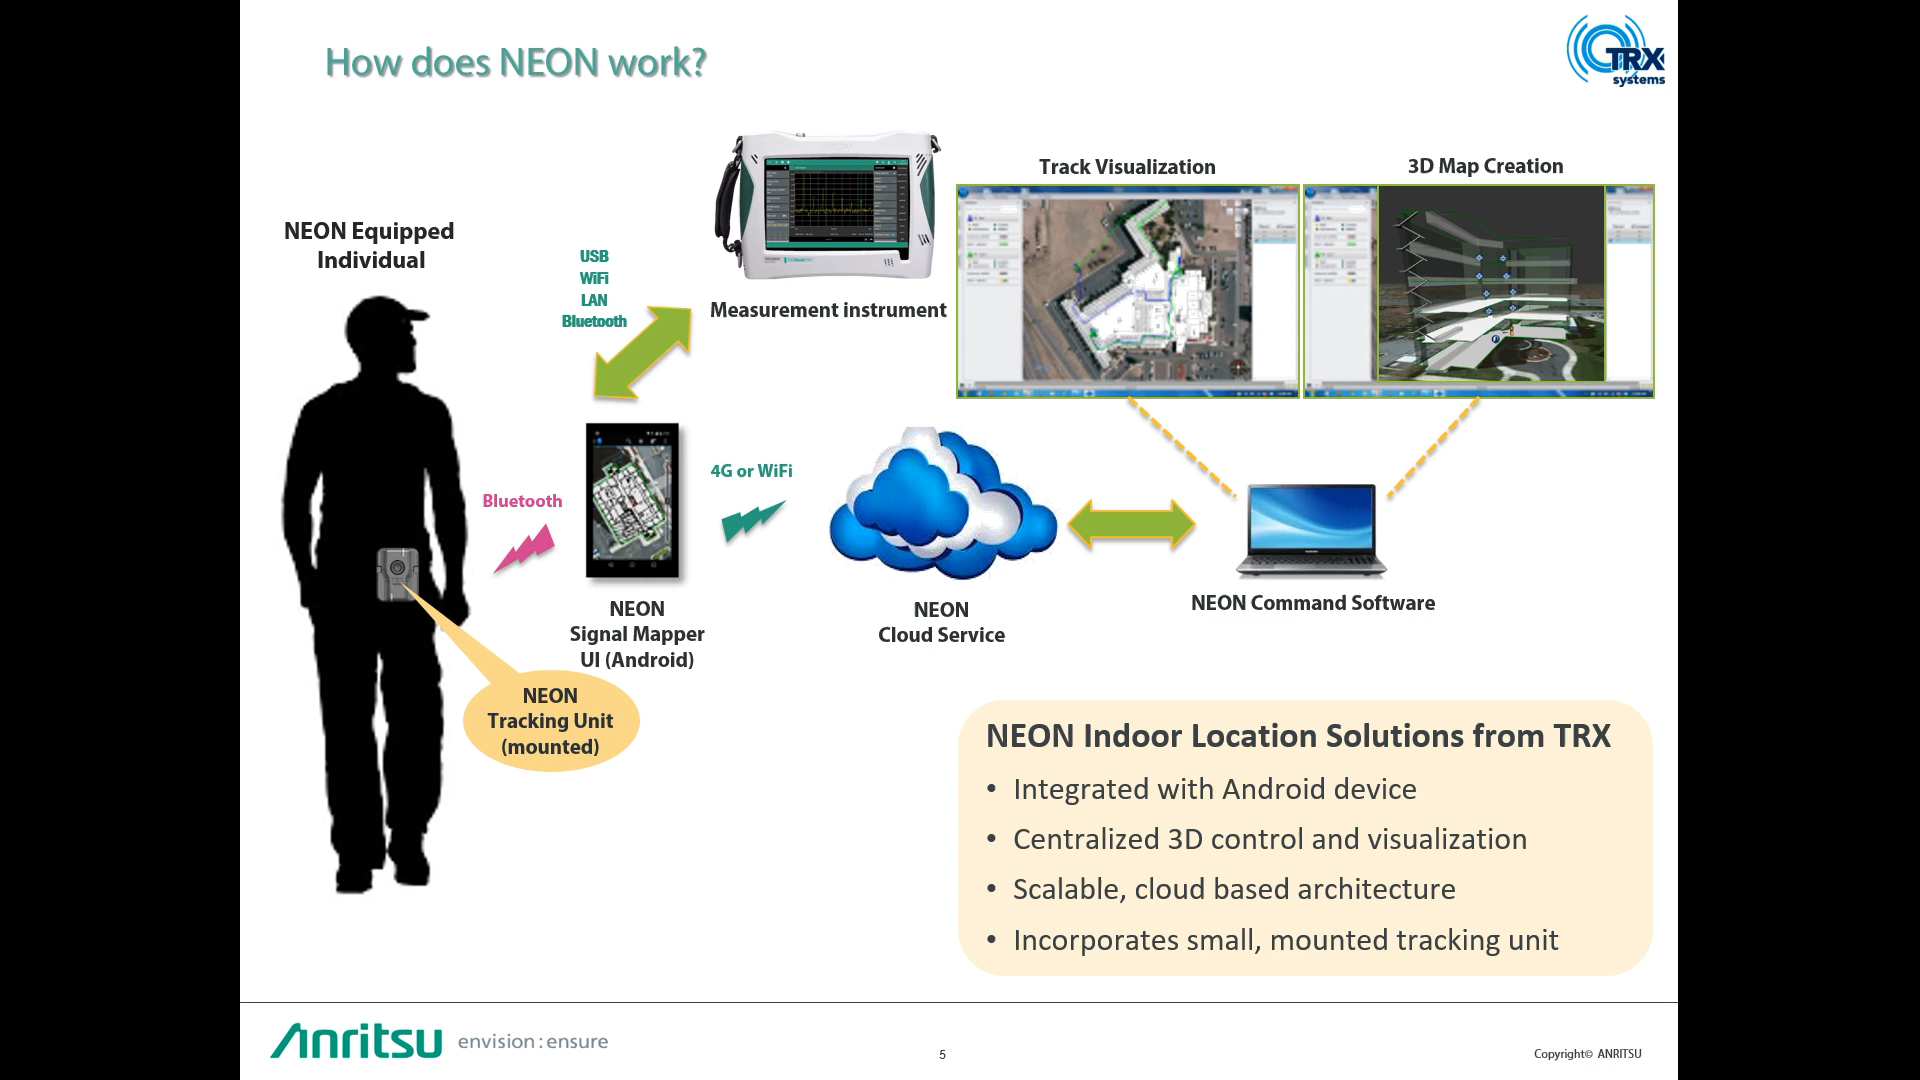 How does NEON work?
TRX
systems
NEON Equipped
Individual
USB
WiFi
LAN
Bluetooth
Measurement instrument
Track Visualization
3D Map Creation
Bluetooth
4G or WiFi
NEON
Signal Mapper
UI (Android)
NEON
Cloud Service
NEON Command Software
NEON
Tracking Unit
(mounted)
NEON Indoor Location Solutions from TRX
• Integrated with Android device
• Centralized 3D control and visualization
• Scalable, cloud based architecture
• Incorporates small, mounted tracking unit
Anritsu envision : ensure
5
Copyright© ANRITSU